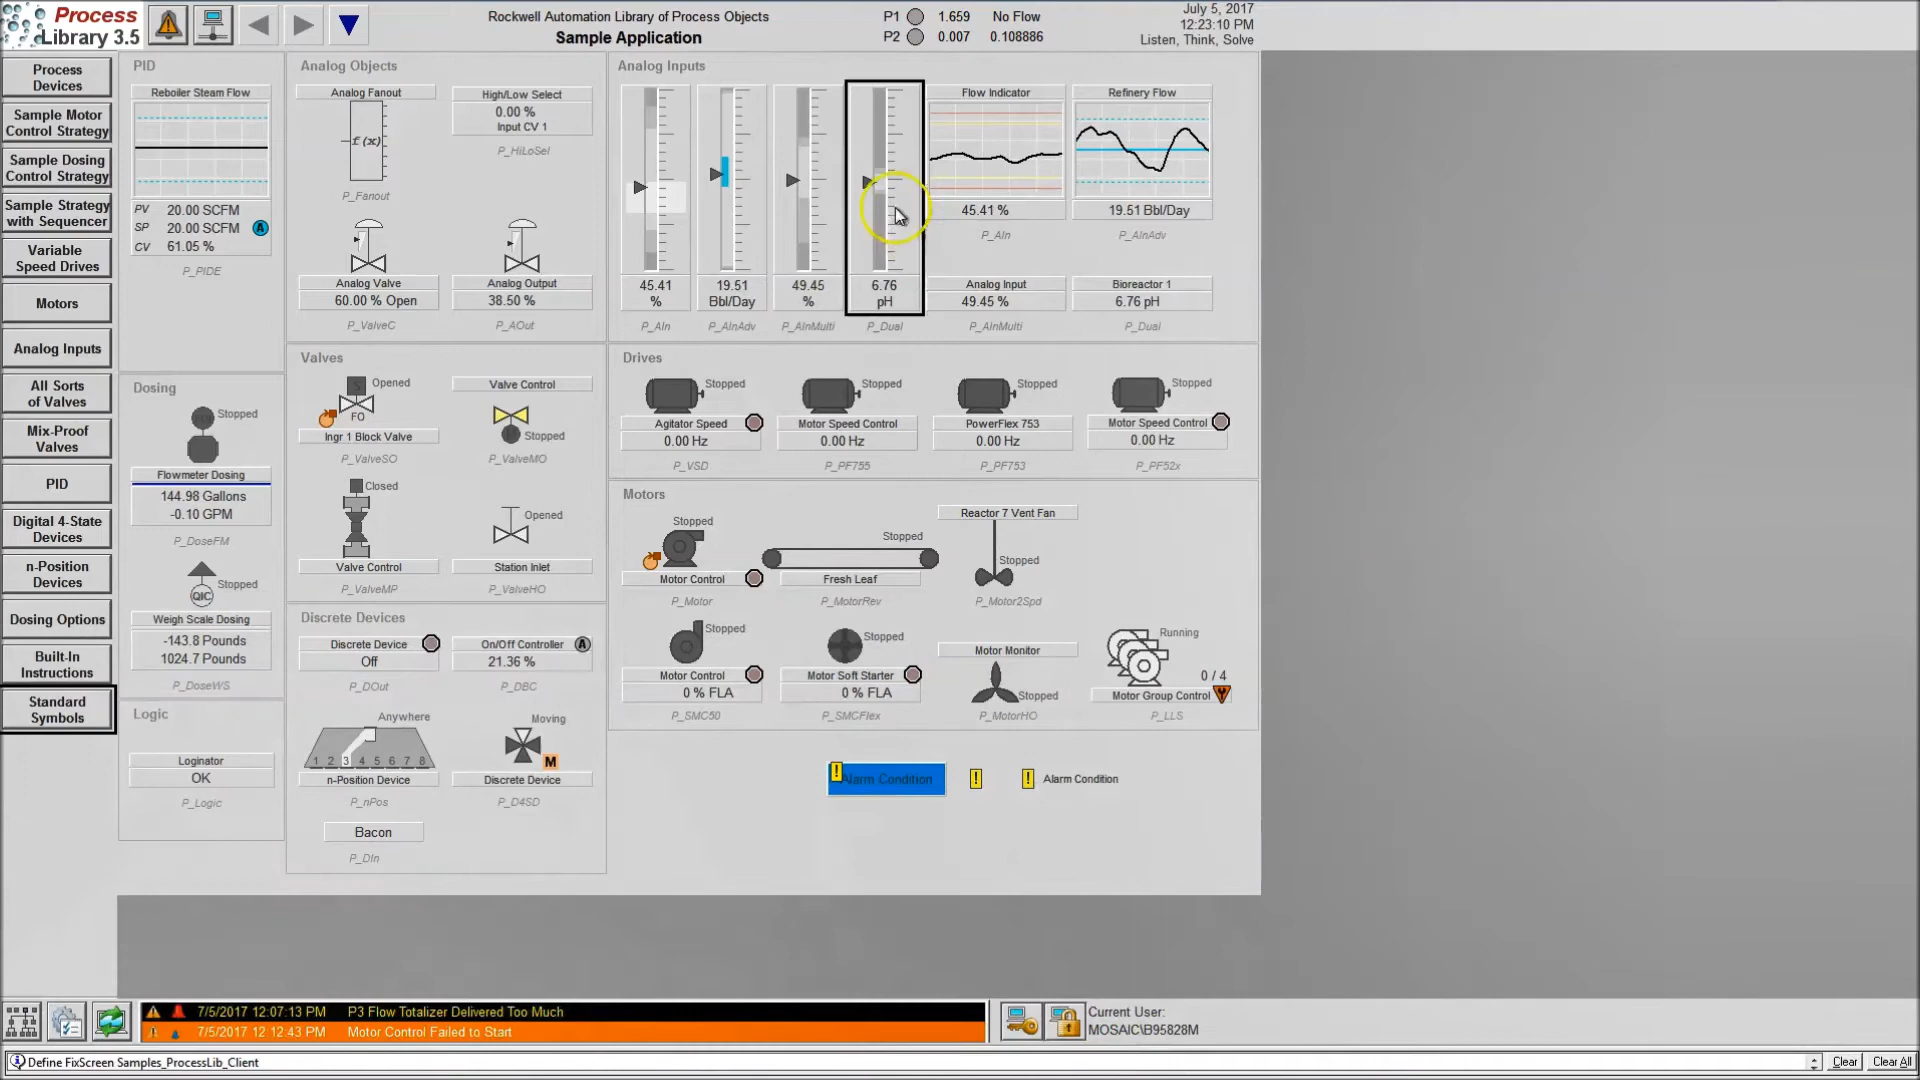 Process
Library 3.5
Rockwell Automation Library of Process Objects
Sample Application
P1 1.659 No Flow
P2 0.007 0.108886
July 5, 2017
12:23:10 PM
Listen, Think, Solve
Process
Devices
Sample Motor
Control Strategy
Sample Dosing
Control Strategy
Sample Strategy
with Sequencer
Variable
Speed Drives
Motors
Analog Inputs
All Sorts
of Valves
Mix-Proof
Valves
PID
Digital 4-State
Devices
n-Position
Devices
Dosing Options
Built-In
Instructions
Standard
Symbols
PID
Reboiler Steam Flow
PV 20.00 SCFM
SP 20.00 SCFM A
CV 61.05 %
P_PIDE
Dosing
Stopped
Flowmeter Dosing
144.98 Gallons
-0.10 GPM
P_DoseFM
Stopped
QIC
Weigh Scale Dosing
-143.8 Pounds
1024.7 Pounds
P_DoseWS
Logic
Loginator
OK
P_Logic
Analog Objects
Analog Fanout
f(x)
P_Fanout
High/Low Select
0.00 %
Input CV 1
P_HiLoSel
Analog Valve
60.00 % Open
P_ValveC
Analog Output
38.50 %
P_AOut
Valves
S
Opened
FO
Ingr 1 Block Valve
P_ValveSO
Valve Control
Stopped
P_ValveMO
Closed
Valve Control
P_ValveMP
Opened
Station Inlet
P_ValveHO
Discrete Devices
Discrete Device
Off
P_DOut
On/Off Controller A
21.36 %
P_DBC
Anywhere
1 2 3 4 5 6 7 8
n-Position Device
P_nPos
Moving
M
Discrete Device
P_D4SD
Bacon
P_DIn
Analog Inputs
45.41
%
P_AIn
19.51
Bbl/Day
P_AInAdv
49.45
%
P_AInMulti
6.76
pH
P_Dual
Flow Indicator
45.41 %
P_AIn
Refinery Flow
19.51 Bbl/Day
P_AInAdv
Analog Input
49.45 %
P_AInMulti
Bioreactor 1
6.76 pH
P_Dual
Drives
Stopped
Agitator Speed
0.00 Hz
P_VSD
Stopped
Motor Speed Control
0.00 Hz
P_PF755
Stopped
PowerFlex 753
0.00 Hz
P_PF753
Stopped
Motor Speed Control
0.00 Hz
P_PF52x
Motors
Stopped
Motor Control
P_Motor
Stopped
Fresh Leaf
P_MotorRev
Reactor 7 Vent Fan
Stopped
P_Motor2Spd
Stopped
Motor Control
0 % FLA
P_SMC50
Stopped
Motor Soft Starter
0 % FLA
P_SMCFlex
Motor Monitor
Stopped
P_MotorHO
Running
0 / 4
Motor Group Control
P_LLS
! Alarm Condition
!
! Alarm Condition
7/5/2017 12:07:13 PM P3 Flow Totalizer Delivered Too Much
7/5/2017 12:12:43 PM Motor Control Failed to Start
Current User:
MOSAIC\B95828M
Define FixScreen Samples_ProcessLib_Client
Clear
Clear All